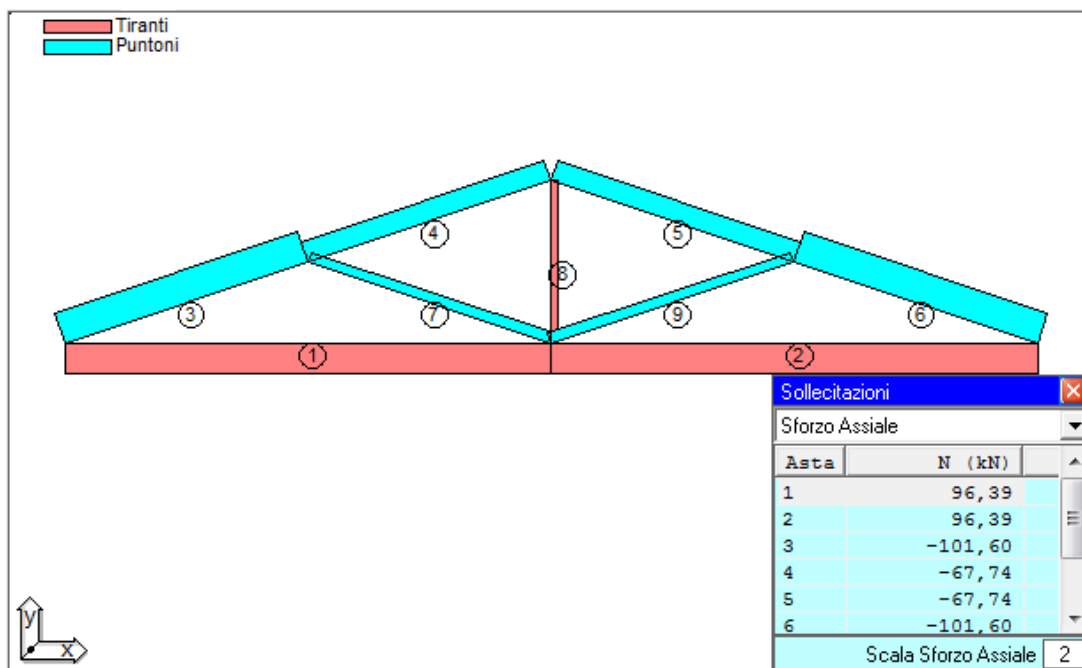 Tiranti
Puntoni
4
5
8
3
7
9
6
1
2
Sollecitazioni
Sforzo Assiale
Asta N (kN)
1 96,39
2 96,39
3 -101,60
4 -67,74
5 -67,74
6 -101,60
Scala Sforzo Assiale 2
y
x